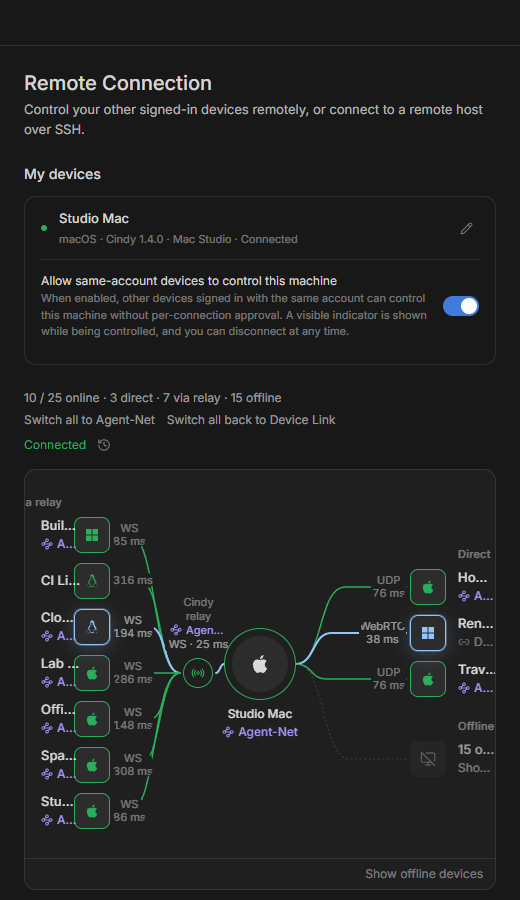 Remote Connection
Control your other signed-in devices remotely, or connect to a remote host
over SSH.
My devices
Studio Mac
macOS · Cindy 1.4.0 · Mac Studio · Connected
Allow same-account devices to control this machine
When enabled, other devices signed in with the same account can control
this machine without per-connection approval. A visible indicator is shown
while being controlled, and you can disconnect at any time.
10 / 25 online · 3 direct · 7 via relay · 15 offline
Switch all to Agent-Net Switch all back to Device Link
Connected
a relay
Buil...
A...
WS
85 ms
CI Li...
316 ms
Clo...
A...
WS
194 ms
Lab ...
A...
WS
286 ms
Offi...
A...
WS
148 ms
Spa...
A...
WS
308 ms
Stu...
A...
WS
86 ms
Cindy
relay
Agen...
WS · 25 ms
Studio Mac
Agent-Net
Direct
UDP
76 ms
Ho...
A...
WebRTC
38 ms
Ren...
D...
UDP
76 ms
Trav...
A...
Offline
15 o...
Sho...
Show offline devices